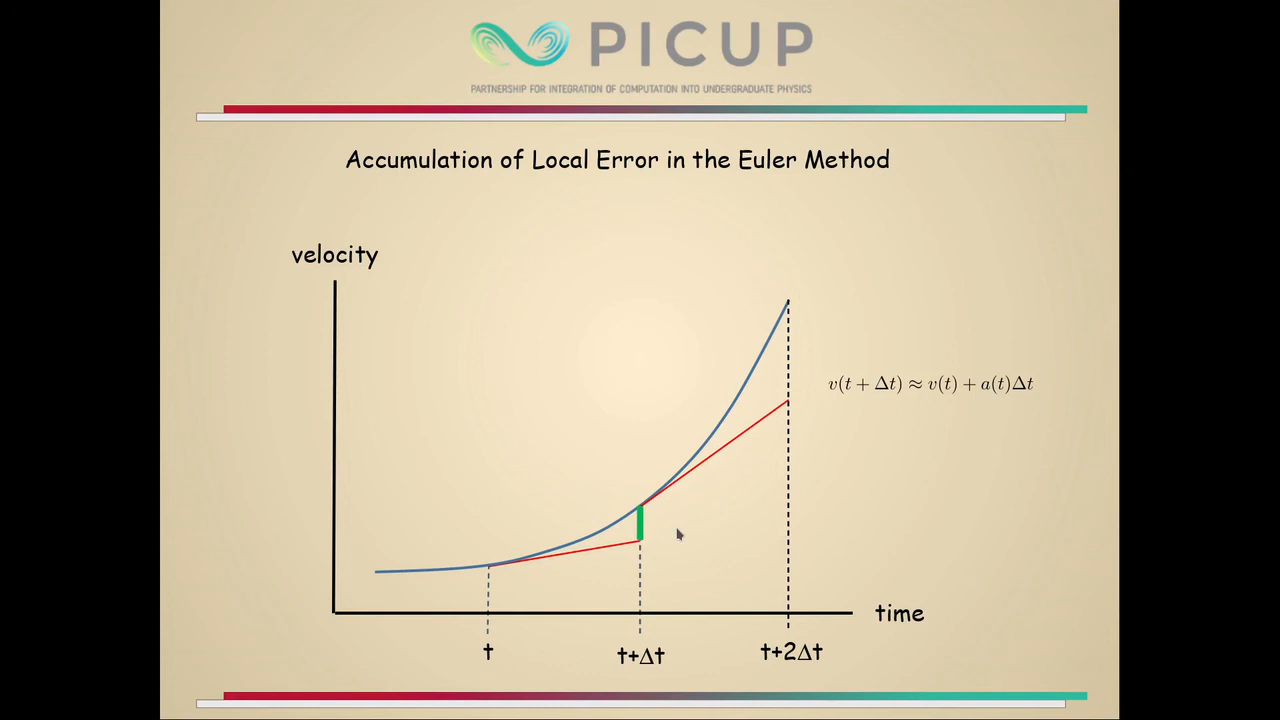 PICUP
PARTNERSHIP FOR INTEGRATION OF COMPUTATION INTO UNDERGRADUATE PHYSICS
Accumulation of Local Error in the Euler Method
velocity
v(t + Δt) ≈ v(t) + a(t)Δt
time
t
t+Δt
t+2Δt